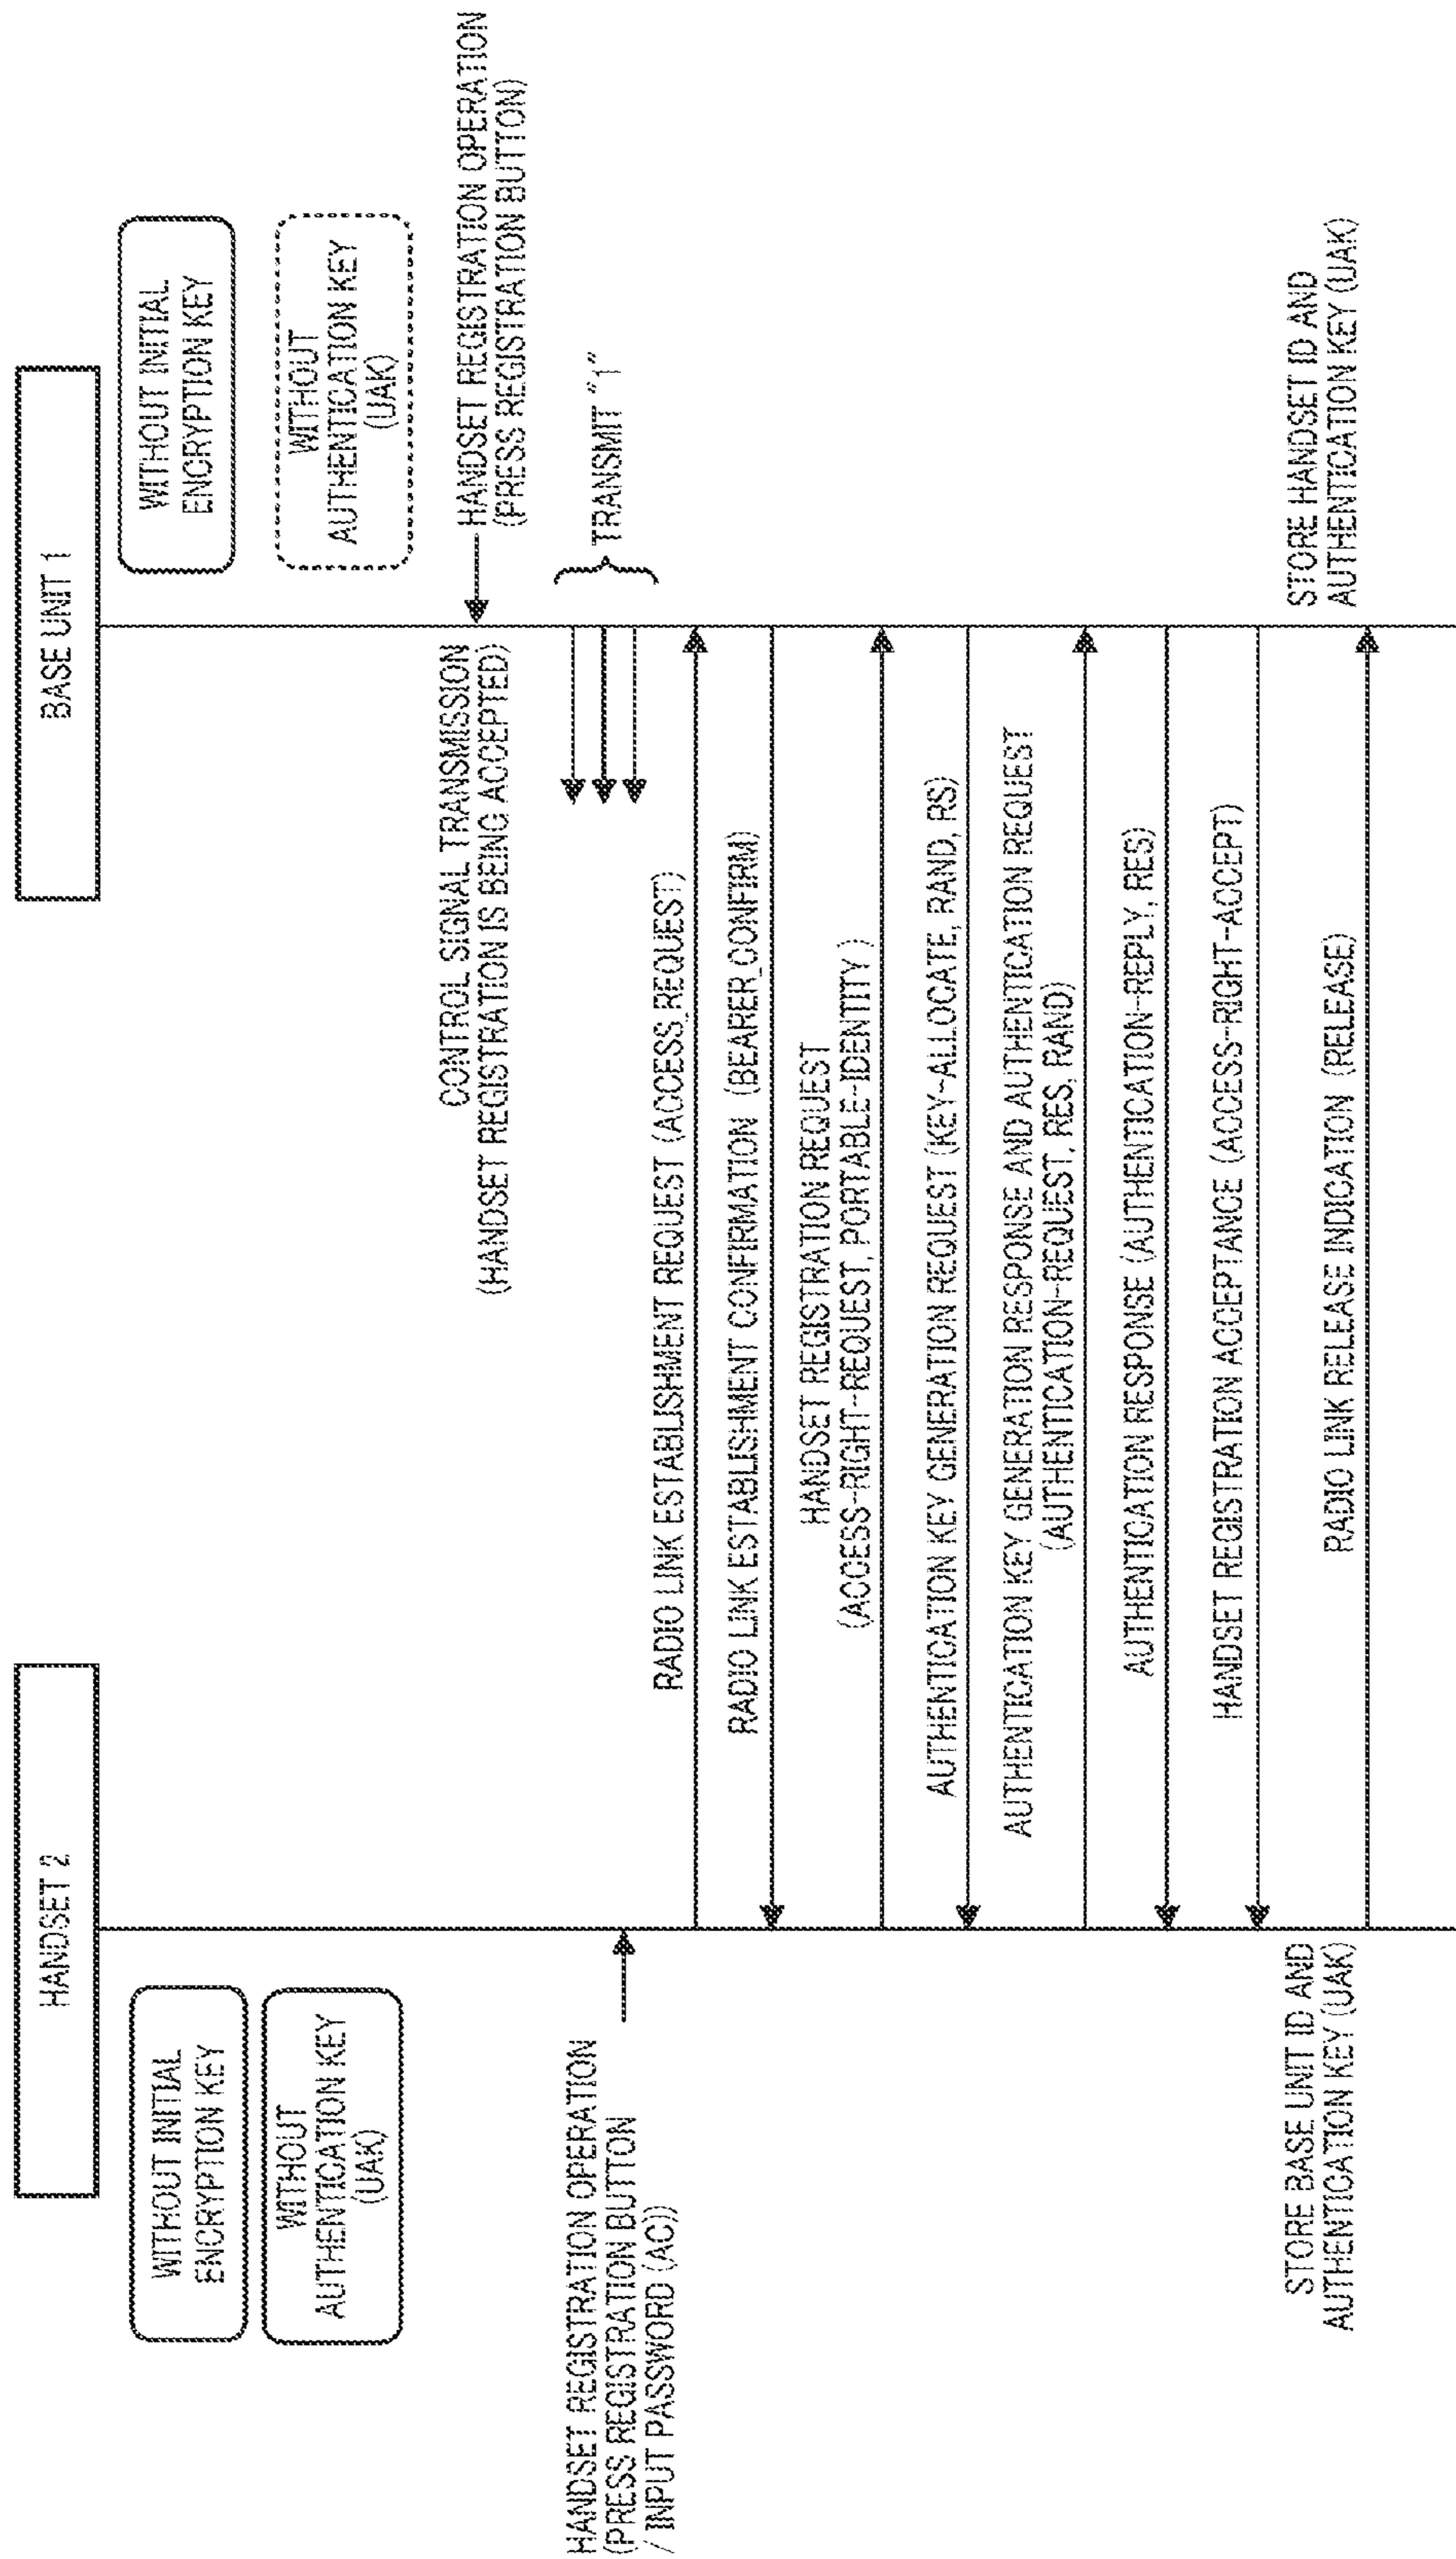 HANDSET 2
BASE UNIT 1
WITHOUT INITIAL
ENCRYPTION KEY
WITHOUT
AUTHENTICATION KEY
(UAK)
WITHOUT INITIAL
ENCRYPTION KEY
WITHOUT
AUTHENTICATION KEY
(UAK)
CONTROL SIGNAL TRANSMISSION
(HANDSET REGISTRATION IS BEING ACCEPTED)
HANDSET REGISTRATION OPERATION
(PRESS REGISTRATION BUTTON)
HANDSET REGISTRATION OPERATION
(PRESS REGISTRATION BUTTON
/ INPUT PASSWORD (AC))
TRANSMIT "1"
RADIO LINK ESTABLISHMENT REQUEST (ACCESS_REQUEST)
RADIO LINK ESTABLISHMENT CONFIRMATION (BEARER_CONFIRM)
HANDSET REGISTRATION REQUEST
(ACCESS-RIGHT-REQUEST, PORTABLE-IDENTITY )
AUTHENTICATION KEY GENERATION REQUEST (KEY-ALLOCATE, RAND, RS)
AUTHENTICATION KEY GENERATION RESPONSE AND AUTHENTICATION REQUEST
(AUTHENTICATION-REQUEST, RES, RAND)
AUTHENTICATION RESPONSE (AUTHENTICATION-REPLY, RES)
HANDSET REGISTRATION ACCEPTANCE (ACCESS-RIGHT-ACCEPT)
STORE BASE UNIT ID AND
AUTHENTICATION KEY (UAK)
RADIO LINK RELEASE INDICATION (RELEASE)
STORE HANDSET ID AND
AUTHENTICATION KEY (UAK)